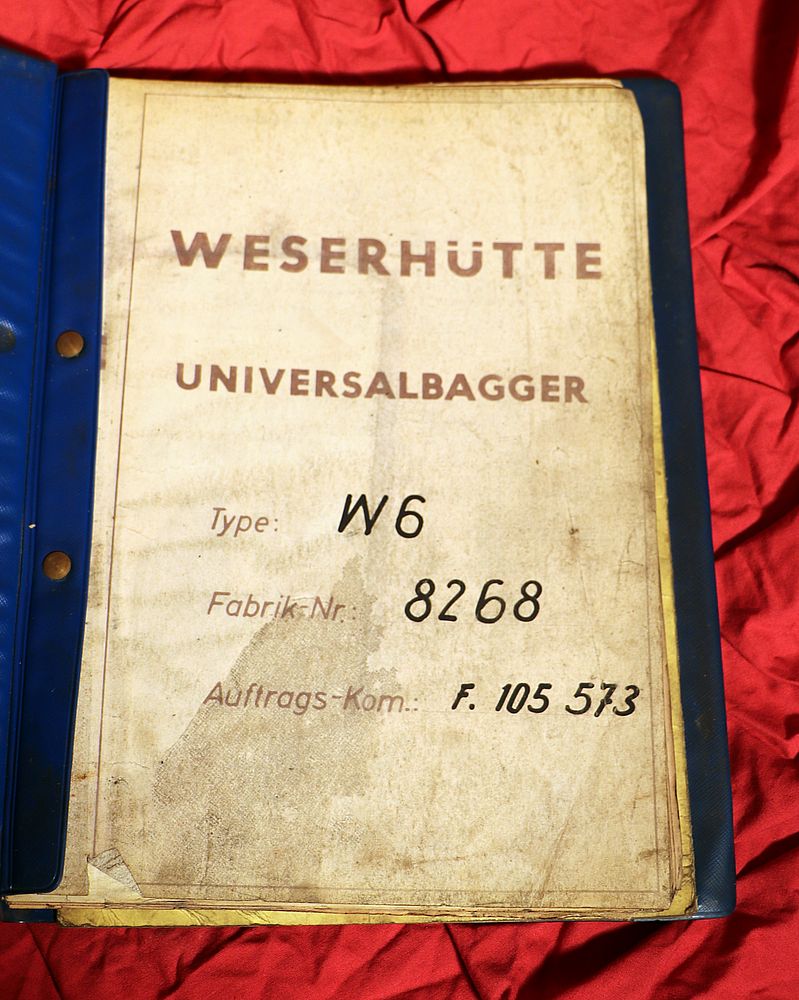 WESERHÜTTE
UNIVERSALBAGGER
Type: W6
Fabrik-Nr.: 8268
Auftrags-Kom.: F. 105 573